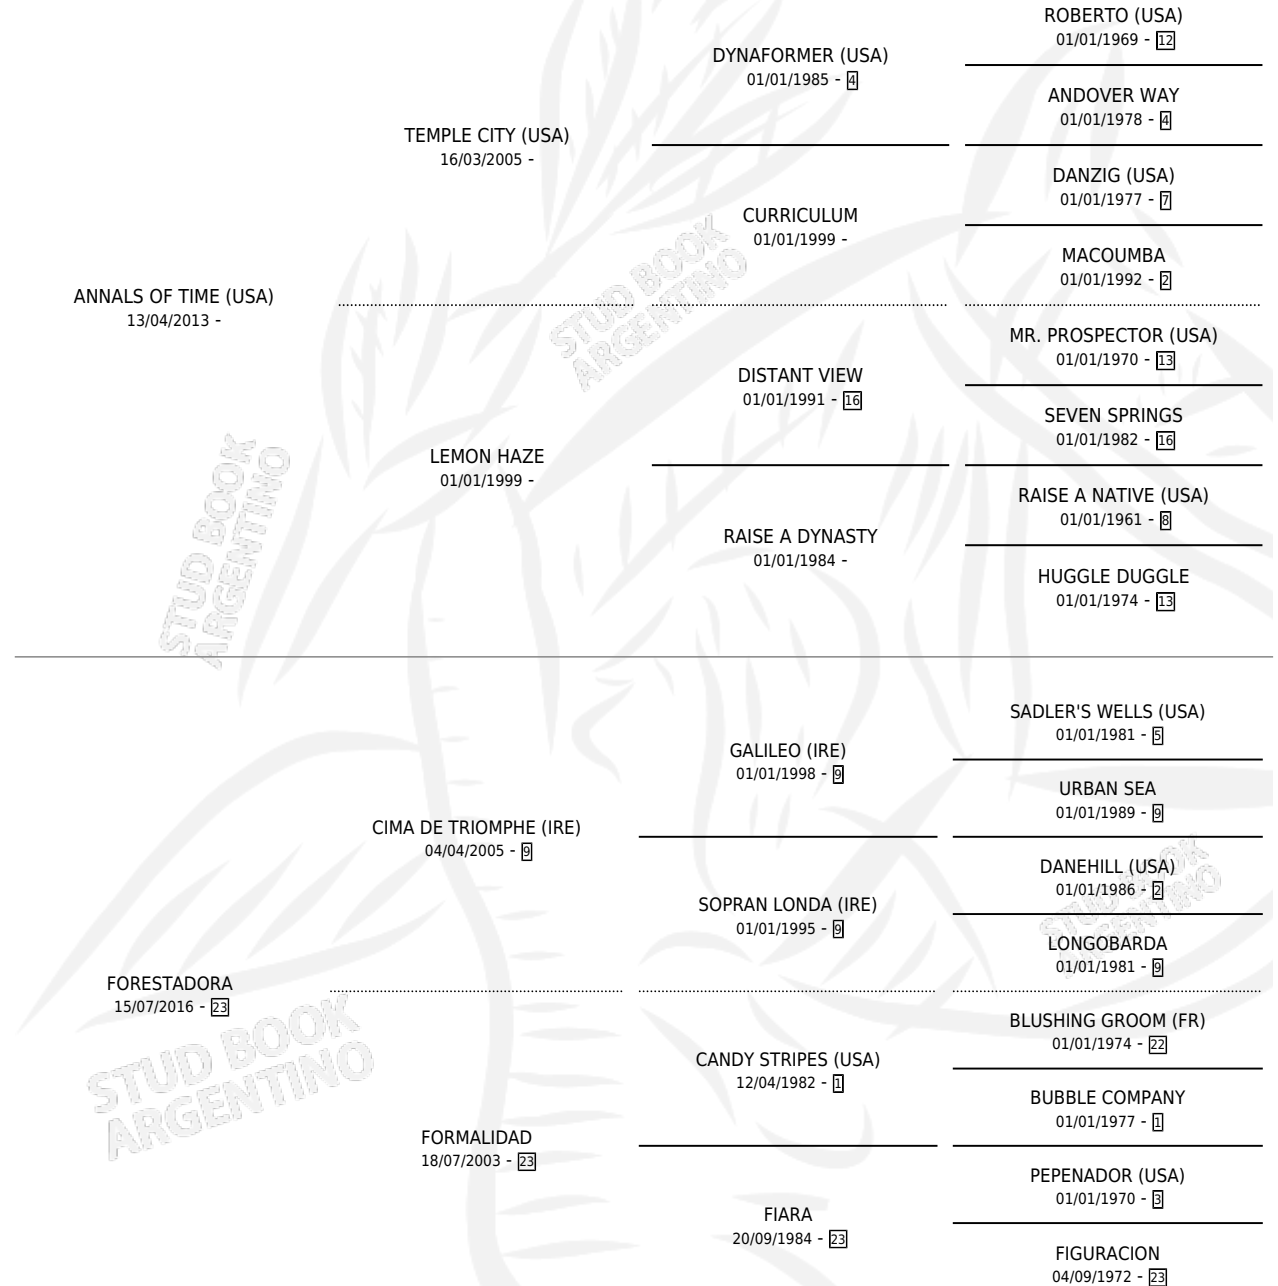 ROBERTO (USA)
01/01/1969 - 12
DYNAFORMER (USA)
01/01/1985 - 4
ANDOVER WAY
01/01/1978 - 4
TEMPLE CITY (USA)
16/03/2005 -
DANZIG (USA)
01/01/1977 - 7
CURRICULUM
01/01/1999 -
MACOUMBA
01/01/1992 - 2
STUD BOOK
ARGENTINO
ANNALS OF TIME (USA)
13/04/2013 -
MR. PROSPECTOR (USA)
01/01/1970 - 13
DISTANT VIEW
01/01/1991 - 16
SEVEN SPRINGS
01/01/1982 - 16
LEMON HAZE
01/01/1999 -
RAISE A NATIVE (USA)
01/01/1961 - 8
RAISE A DYNASTY
01/01/1984 -
HUGGLE DUGGLE
01/01/1974 - 13
STUD BOOK
ARGENTINO
SADLER'S WELLS (USA)
01/01/1981 - 5
GALILEO (IRE)
01/01/1998 - 9
URBAN SEA
01/01/1989 - 9
CIMA DE TRIOMPHE (IRE)
04/04/2005 - 9
DANEHILL (USA)
01/01/1986 - 2
SOPRAN LONDA (IRE)
01/01/1995 - 9
STUD BOOK
ARGENTINO
LONGOBARDA
01/01/1981 - 9
FORESTADORA
15/07/2016 - 23
BLUSHING GROOM (FR)
01/01/1974 - 22
CANDY STRIPES (USA)
12/04/1982 - 1
BUBBLE COMPANY
01/01/1977 - 1
STUD BOOK
ARGENTINO
FORMALIDAD
18/07/2003 - 23
PEPENADOR (USA)
01/01/1970 - 3
FIARA
20/09/1984 - 23
FIGURACION
04/09/1972 - 23